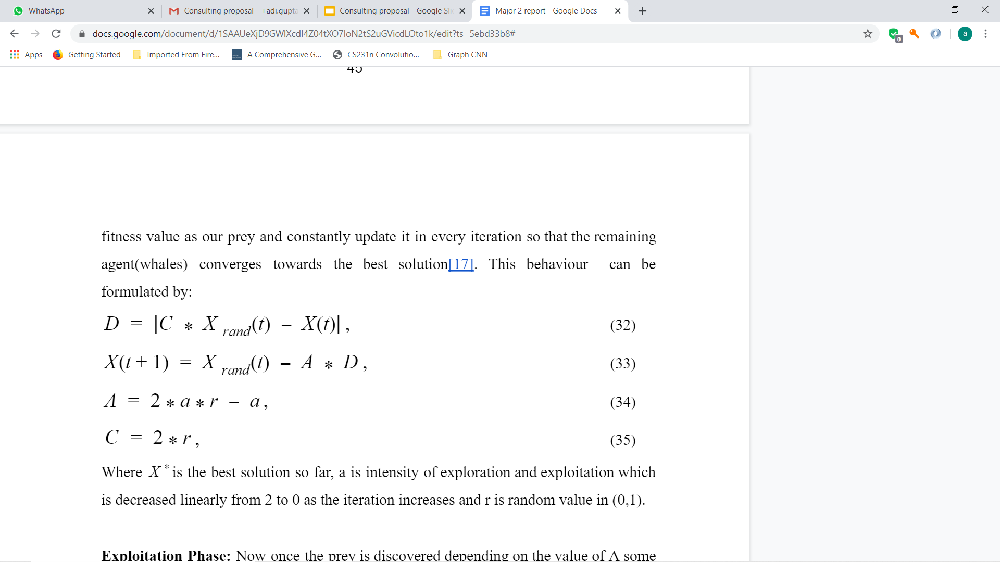 WhatsApp
Consulting proposal - +adi.gupta
Consulting proposal - Google Slic
Major 2 report - Google Docs
docs.google.com/document/d/1SAAUeXjD9GWlXcdI4Z04tXO7IoN2tS2uGVicdLOto1k/edit?ts=5ebd33b8#
0
a
Apps
Getting Started
Imported From Fire...
A Comprehensive G...
CS231n Convolutio...
Graph CNN
45
fitness value as our prey and constantly update it in every iteration so that the remaining
agent(whales) converges towards the best solution[17]. This behaviour can be
formulated by:
D = |C * X rand(t) − X(t)| , (32)
X(t + 1) = X rand(t) − A * D , (33)
A = 2 * a * r − a , (34)
C = 2 * r , (35)
Where X * is the best solution so far, a is intensity of exploration and exploitation which
is decreased linearly from 2 to 0 as the iteration increases and r is random value in (0,1).
Exploitation Phase: Now once the prey is discovered depending on the value of A some